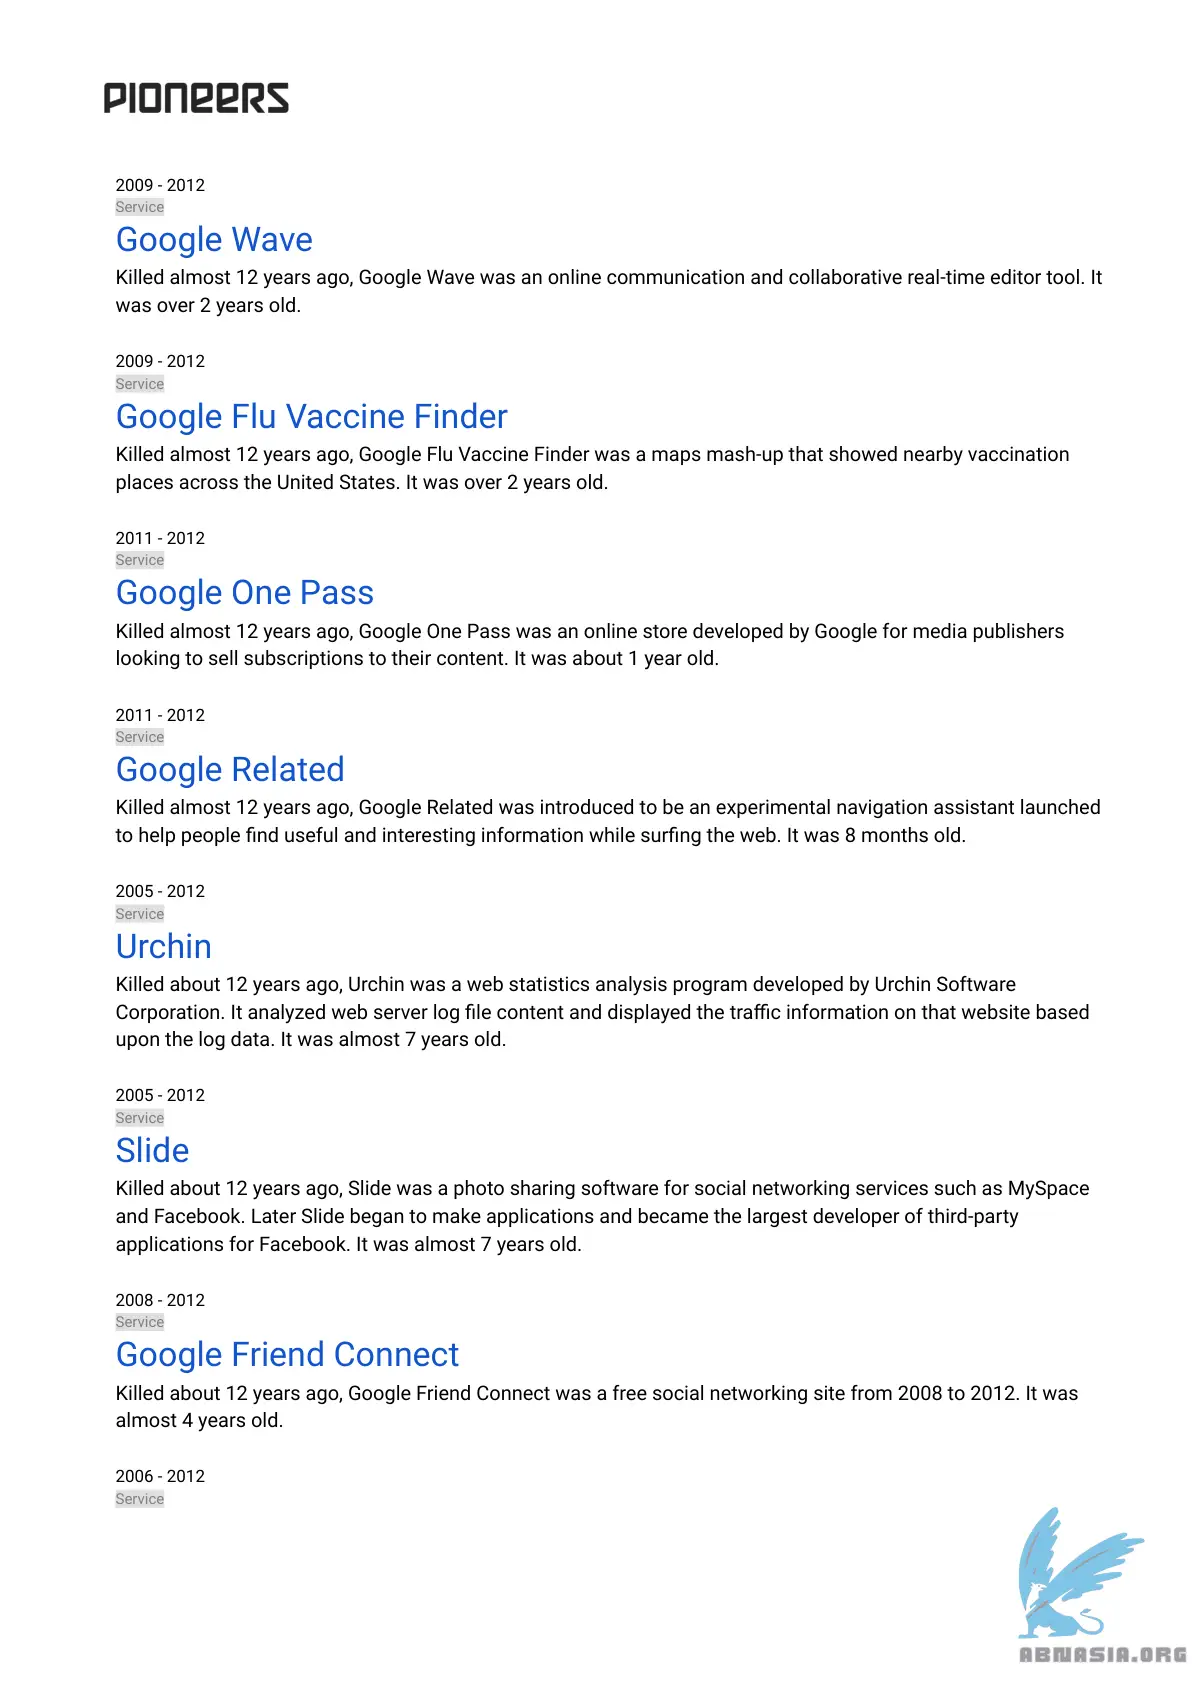 PIONEERS
2009 - 2012
Service
Google Wave
Killed almost 12 years ago, Google Wave was an online communication and collaborative real-time editor tool. It
was over 2 years old.
2009 - 2012
Service
Google Flu Vaccine Finder
Killed almost 12 years ago, Google Flu Vaccine Finder was a maps mash-up that showed nearby vaccination
places across the United States. It was over 2 years old.
2011 - 2012
Service
Google One Pass
Killed almost 12 years ago, Google One Pass was an online store developed by Google for media publishers
looking to sell subscriptions to their content. It was about 1 year old.
2011 - 2012
Service
Google Related
Killed almost 12 years ago, Google Related was introduced to be an experimental navigation assistant launched
to help people find useful and interesting information while surfing the web. It was 8 months old.
2005 - 2012
Service
Urchin
Killed about 12 years ago, Urchin was a web statistics analysis program developed by Urchin Software
Corporation. It analyzed web server log file content and displayed the traffic information on that website based
upon the log data. It was almost 7 years old.
2005 - 2012
Service
Slide
Killed about 12 years ago, Slide was a photo sharing software for social networking services such as MySpace
and Facebook. Later Slide began to make applications and became the largest developer of third-party
applications for Facebook. It was almost 7 years old.
2008 - 2012
Service
Google Friend Connect
Killed about 12 years ago, Google Friend Connect was a free social networking site from 2008 to 2012. It was
almost 4 years old.
2006 - 2012
Service
ABNASIA.ORG